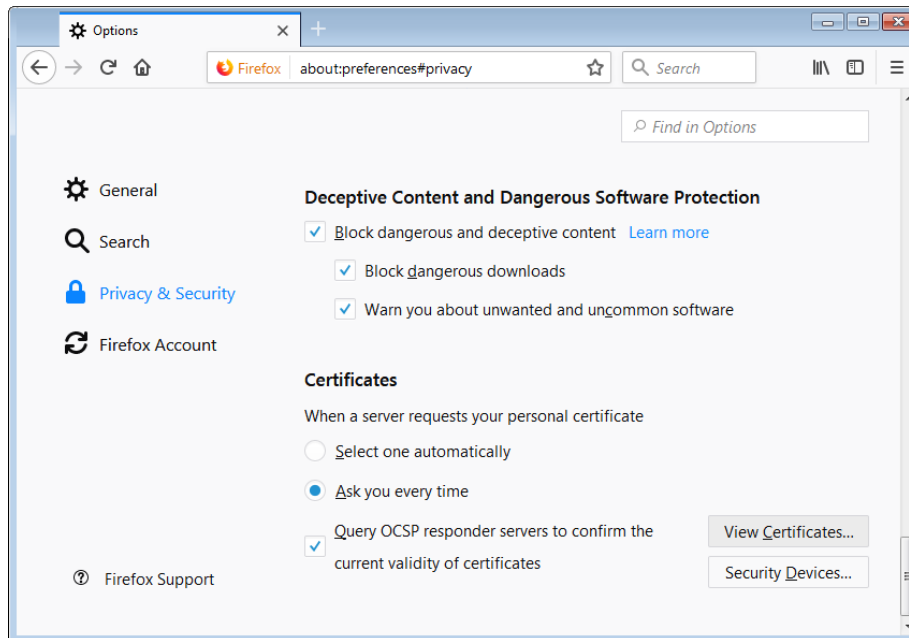 Options
Firefox about:preferences#privacy Search
Find in Options
General
Search
Privacy & Security
Firefox Account
Firefox Support
Deceptive Content and Dangerous Software Protection
Block dangerous and deceptive content Learn more
Block dangerous downloads
Warn you about unwanted and uncommon software
Certificates
When a server requests your personal certificate
Select one automatically
Ask you every time
Query OCSP responder servers to confirm the
current validity of certificates
View Certificates...
Security Devices...